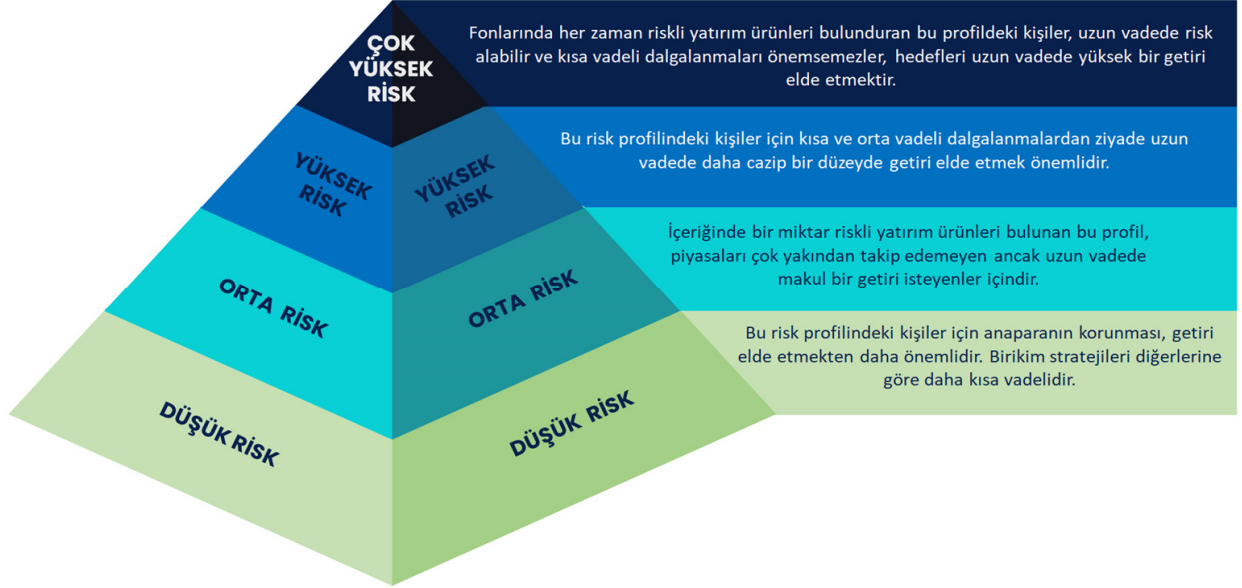 ÇOK
YÜKSEK
RİSK
Fonlarında her zaman riskli yatırım ürünleri bulunduran bu profildeki kişiler, uzun vadede risk
alabilir ve kısa vadeli dalgalanmaları önemsemezler, hedefleri uzun vadede yüksek bir getiri
elde etmektir.
YÜKSEK
RİSK
YÜKSEK
RİSK
Bu risk profilindeki kişiler için kısa ve orta vadeli dalgalanmalardan ziyade uzun
vadede daha cazip bir düzeyde getiri elde etmek önemlidir.
ORTA RİSK
ORTA RİSK
İçeriğinde bir miktar riskli yatırım ürünleri bulunan bu profil,
piyasaları çok yakından takip edemeyen ancak uzun vadede
makul bir getiri isteyenler içindir.
DÜŞÜK RİSK
DÜŞÜK RİSK
Bu risk profilindeki kişiler için anaparanın korunması, getiri
elde etmekten daha önemlidir. Birikim stratejileri diğerlerine
göre daha kısa vadelidir.